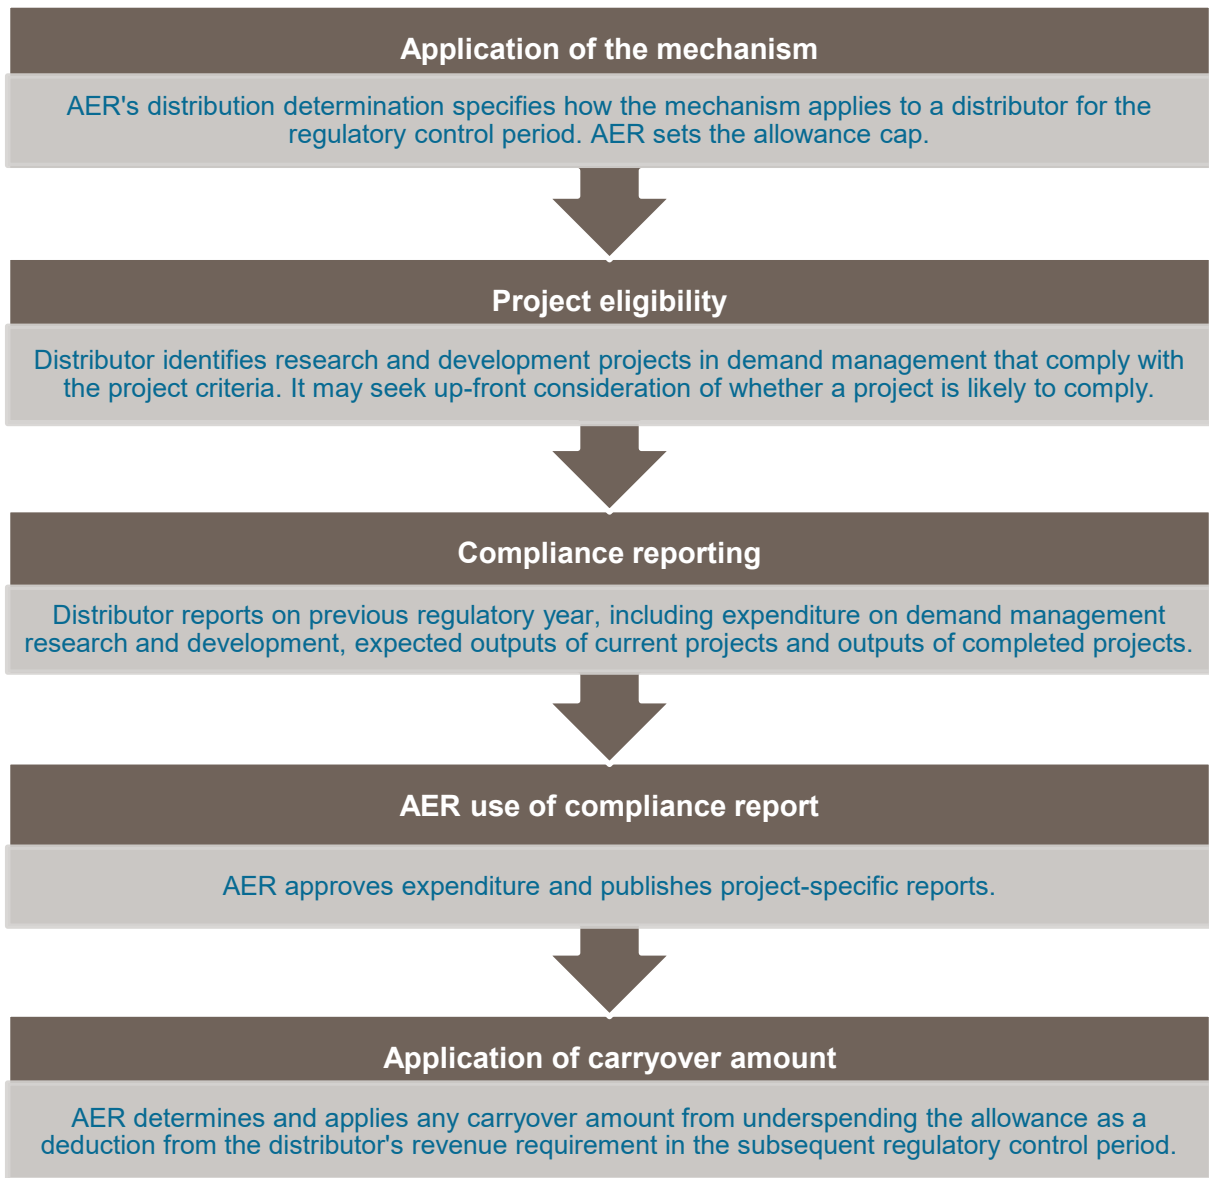 Application of the mechanism
AER's distribution determination specifies how the mechanism applies to a distributor for the
regulatory control period. AER sets the allowance cap.
Project eligibility
Distributor identifies research and development projects in demand management that comply with
the project criteria. It may seek up-front consideration of whether a project is likely to comply.
Compliance reporting
Distributor reports on previous regulatory year, including expenditure on demand management
research and development, expected outputs of current projects and outputs of completed projects.
AER use of compliance report
AER approves expenditure and publishes project-specific reports.
Application of carryover amount
AER determines and applies any carryover amount from underspending the allowance as a
deduction from the distributor's revenue requirement in the subsequent regulatory control period.